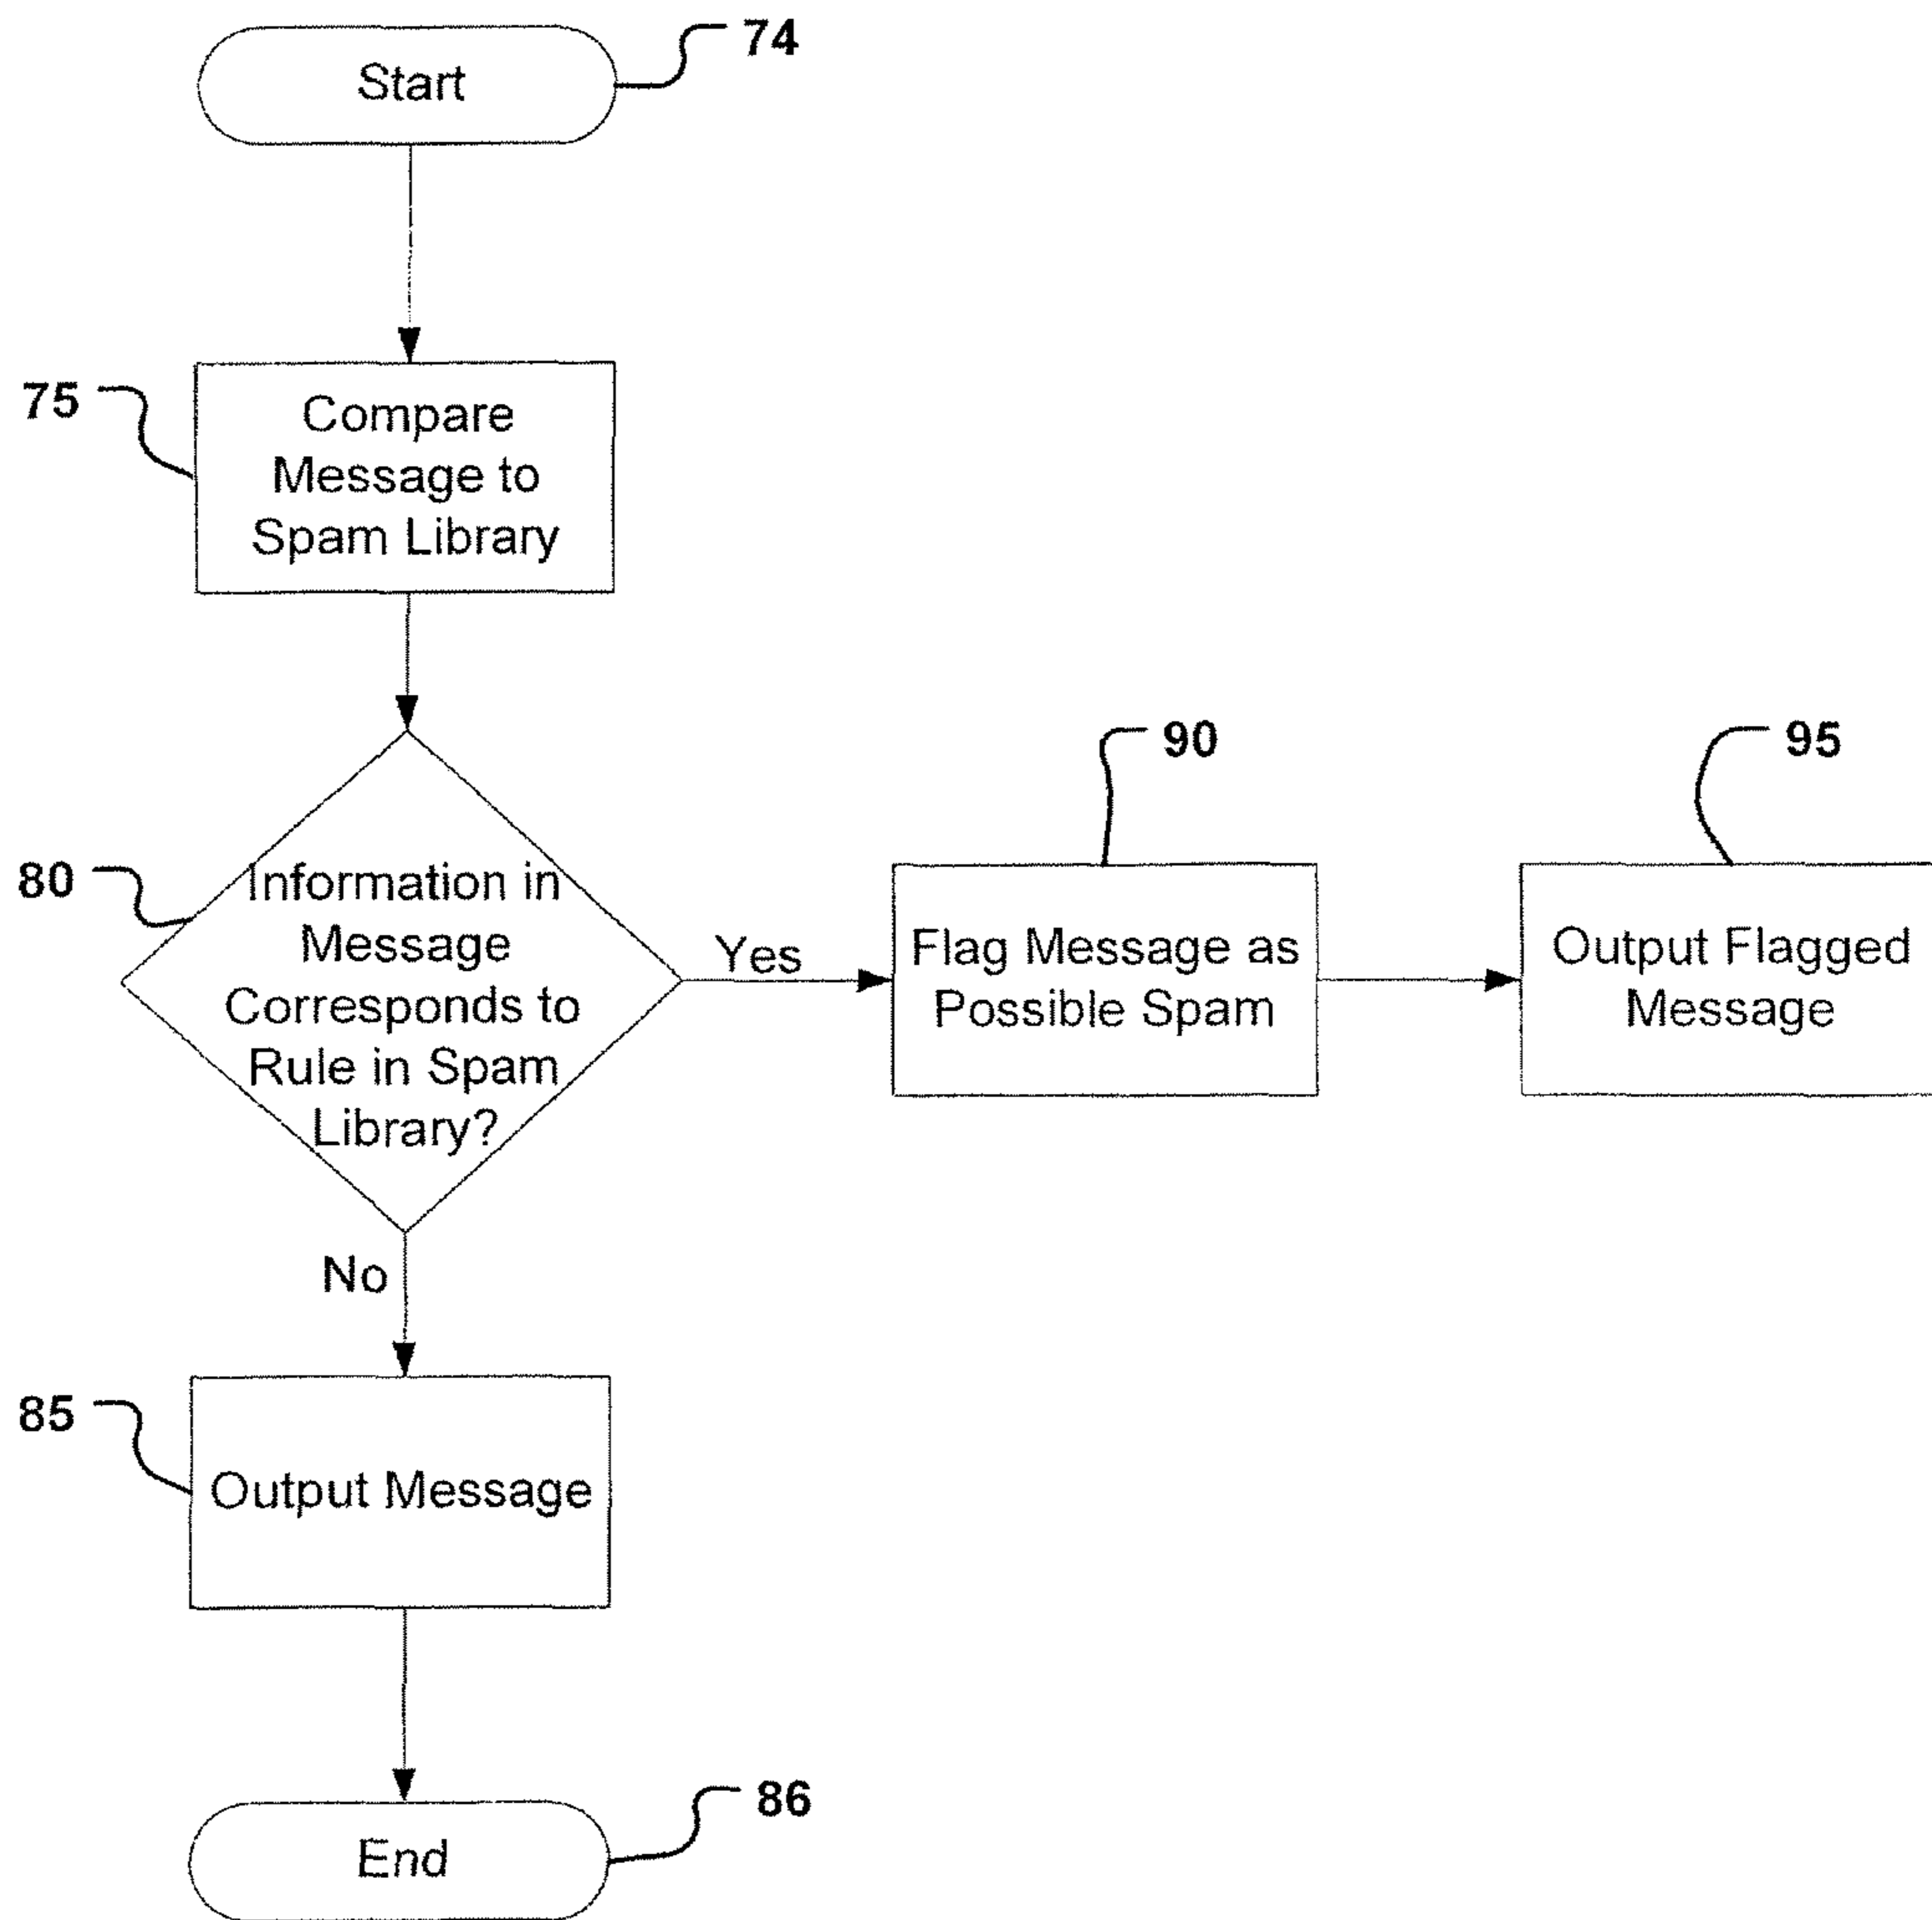 Start
74
75
Compare
Message to
Spam Library
80
Information in
Message
Corresponds to
Rule in Spam
Library?
Yes
90
Flag Message as
Possible Spam
95
Output Flagged
Message
No
85
Output Message
End
86